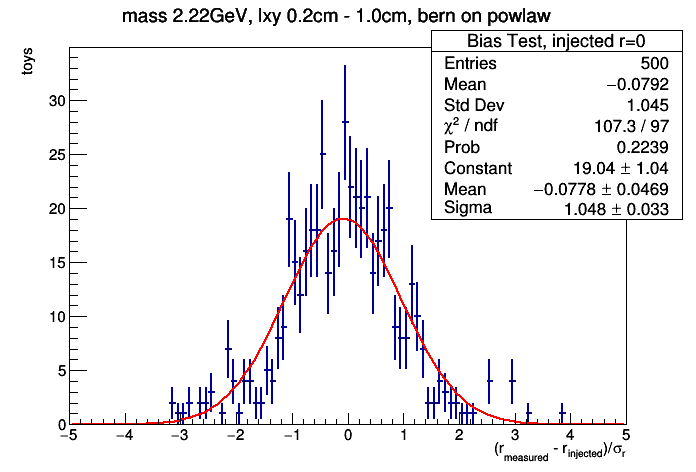 mass 2.22GeV, lxy 0.2cm - 1.0cm, bern on powlaw
Bias Test, injected r=0
Entries 500
Mean −0.0792
Std Dev 1.045
χ² / ndf 107.3 / 97
Prob 0.2239
Constant 19.04 ± 1.04
Mean −0.0778 ± 0.0469
Sigma 1.048 ± 0.033
toys
30
25
20
15
10
5
0
−5 −4 −3 −2 −1 0 1 2 3 4 5
(r_measured - r_injected)/σ_r